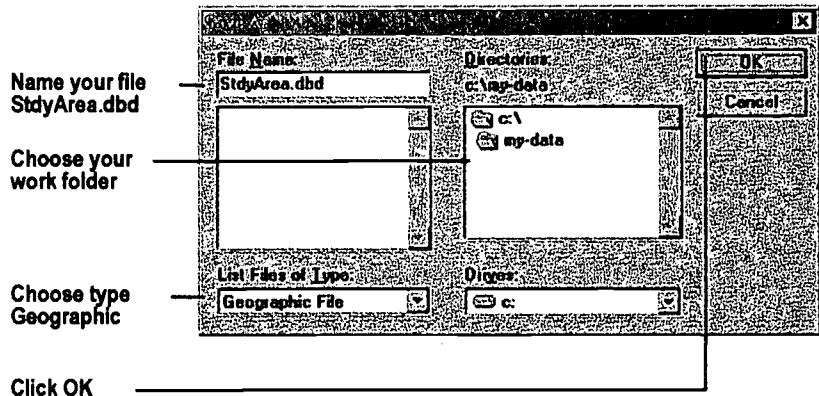 File Name:
StdyArea.dbd
Directories:
c:\my-data
c:\
my-data
OK
Cancel
List Files of Type:
Geographic File
Drives:
c:
Name your file
StdyArea.dbd
Choose your
work folder
Choose type
Geographic
Click OK